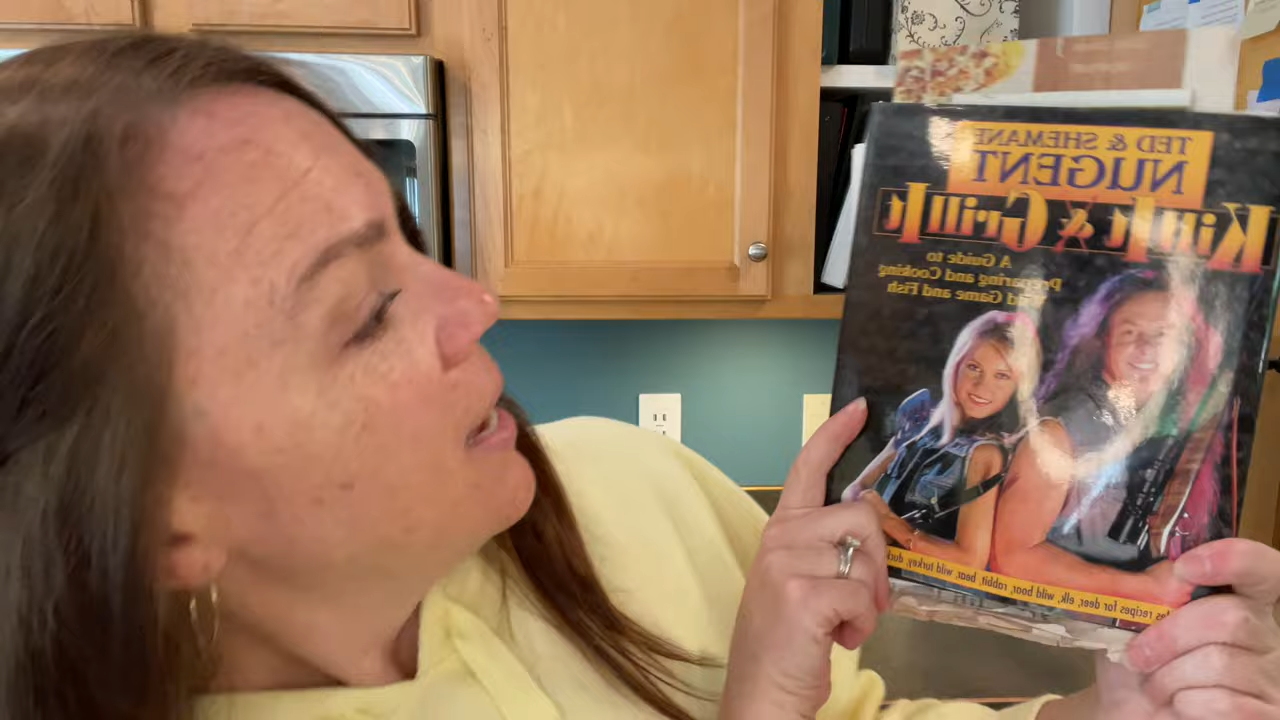 TED & SHEMANE
NUGENT
Kill It & Grill It
A Guide to
Preparing and Cooking
Wild Game and Fish
recipes for deer, elk, wild boar, rabbit, bear, wild turkey, duck